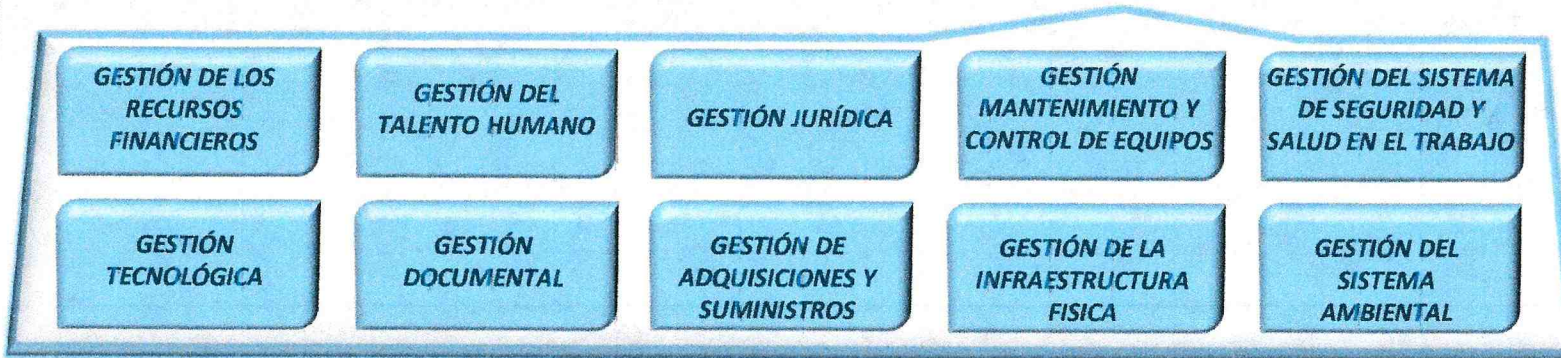 GESTIÓN DE LOS
RECURSOS
FINANCIEROS
GESTIÓN DEL
TALENTO HUMANO
GESTIÓN JURÍDICA
GESTIÓN
MANTENIMIENTO Y
CONTROL DE EQUIPOS
GESTIÓN DEL SISTEMA
DE SEGURIDAD Y
SALUD EN EL TRABAJO
GESTIÓN
TECNOLÓGICA
GESTIÓN
DOCUMENTAL
GESTIÓN DE
ADQUISICIONES Y
SUMINISTROS
GESTIÓN DE LA
INFRAESTRUCTURA
FISICA
GESTIÓN DEL
SISTEMA
AMBIENTAL